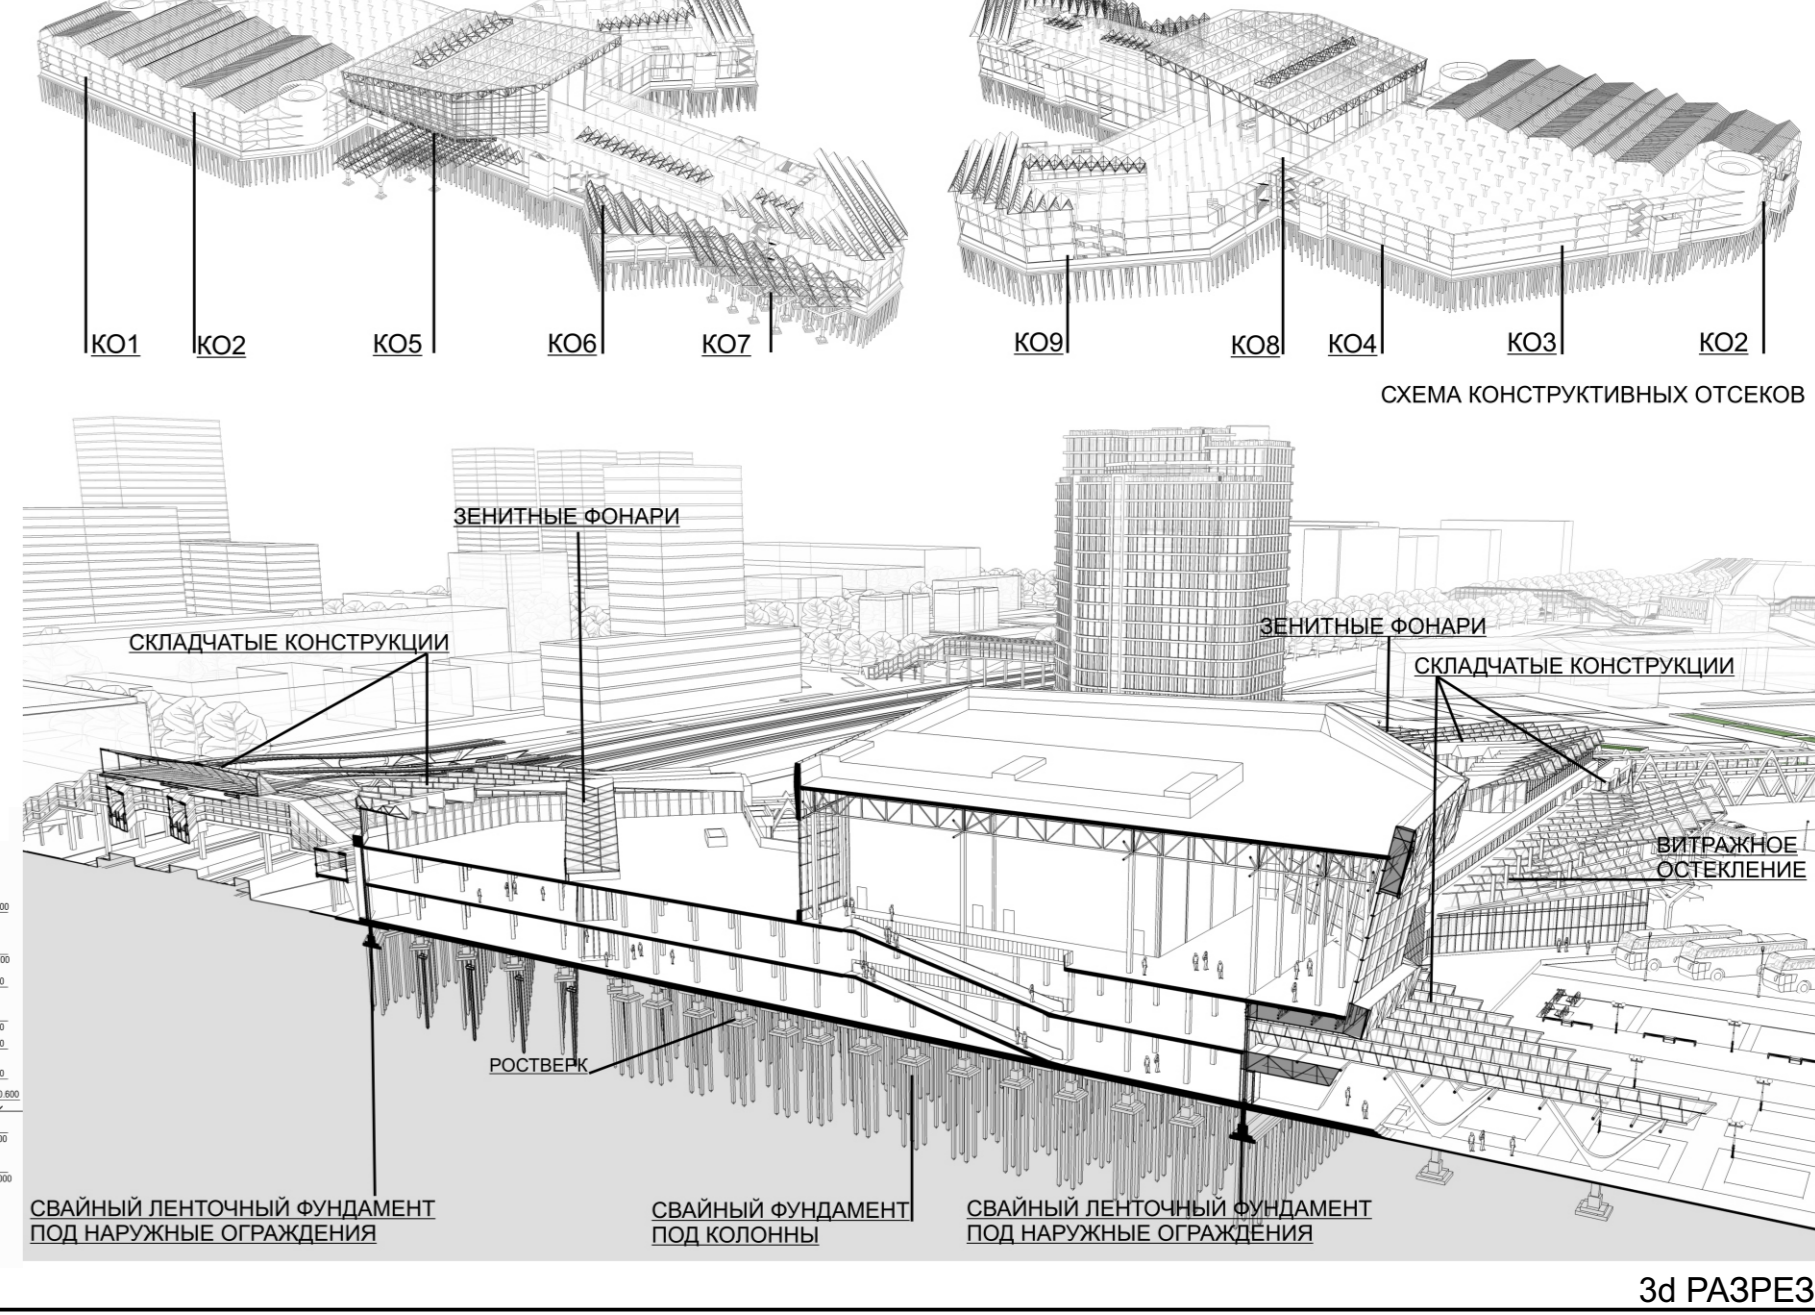 КО1
КО2
КО5
КО6
КО7
КО9
КО8
КО4
КО3
КО2
СХЕМА КОНСТРУКТИВНЫХ ОТСЕКОВ
ЗЕНИТНЫЕ ФОНАРИ
СКЛАДЧАТЫЕ КОНСТРУКЦИИ
ЗЕНИТНЫЕ ФОНАРИ
СКЛАДЧАТЫЕ КОНСТРУКЦИИ
ВИТРАЖНОЕ
ОСТЕКЛЕНИЕ
РОСТВЕРК
СВАЙНЫЙ ЛЕНТОЧНЫЙ ФУНДАМЕНТ
ПОД НАРУЖНЫЕ ОГРАЖДЕНИЯ
СВАЙНЫЙ ФУНДАМЕНТ
ПОД КОЛОННЫ
СВАЙНЫЙ ЛЕНТОЧНЫЙ ФУНДАМЕНТ
ПОД НАРУЖНЫЕ ОГРАЖДЕНИЯ
3d РАЗРЕЗ